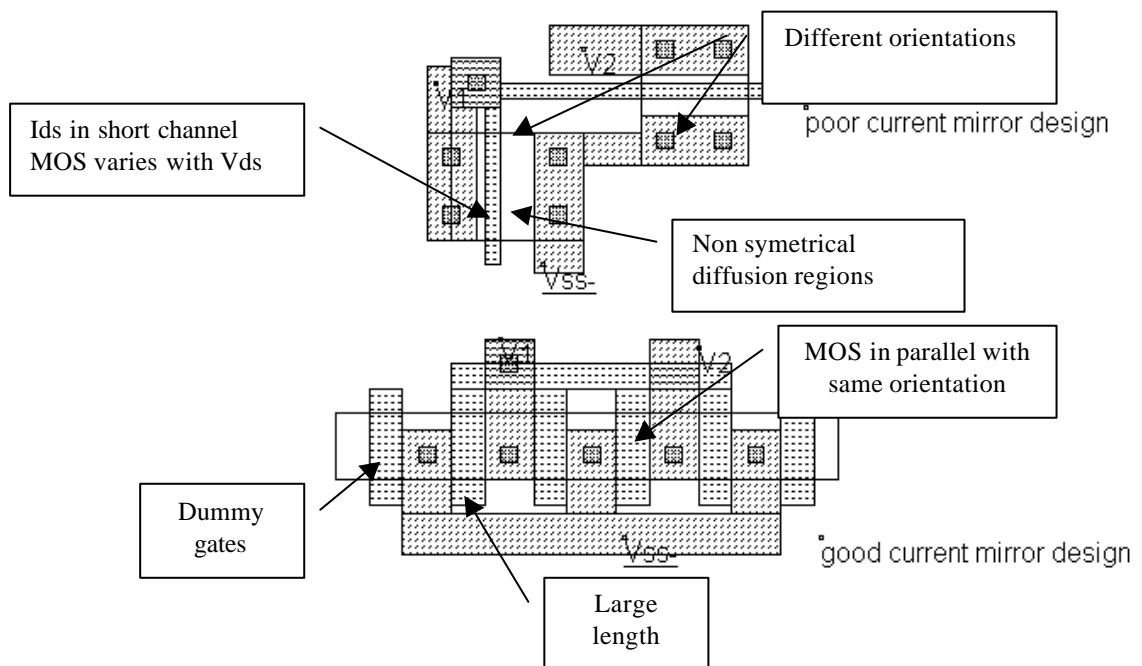 Different orientations
V2
V1
poor current mirror design
Ids in short channel
MOS varies with Vds
Non symetrical
diffusion regions
Vss-
V1
V2
MOS in parallel with
same orientation
Dummy
gates
Vss-
good current mirror design
Large
length